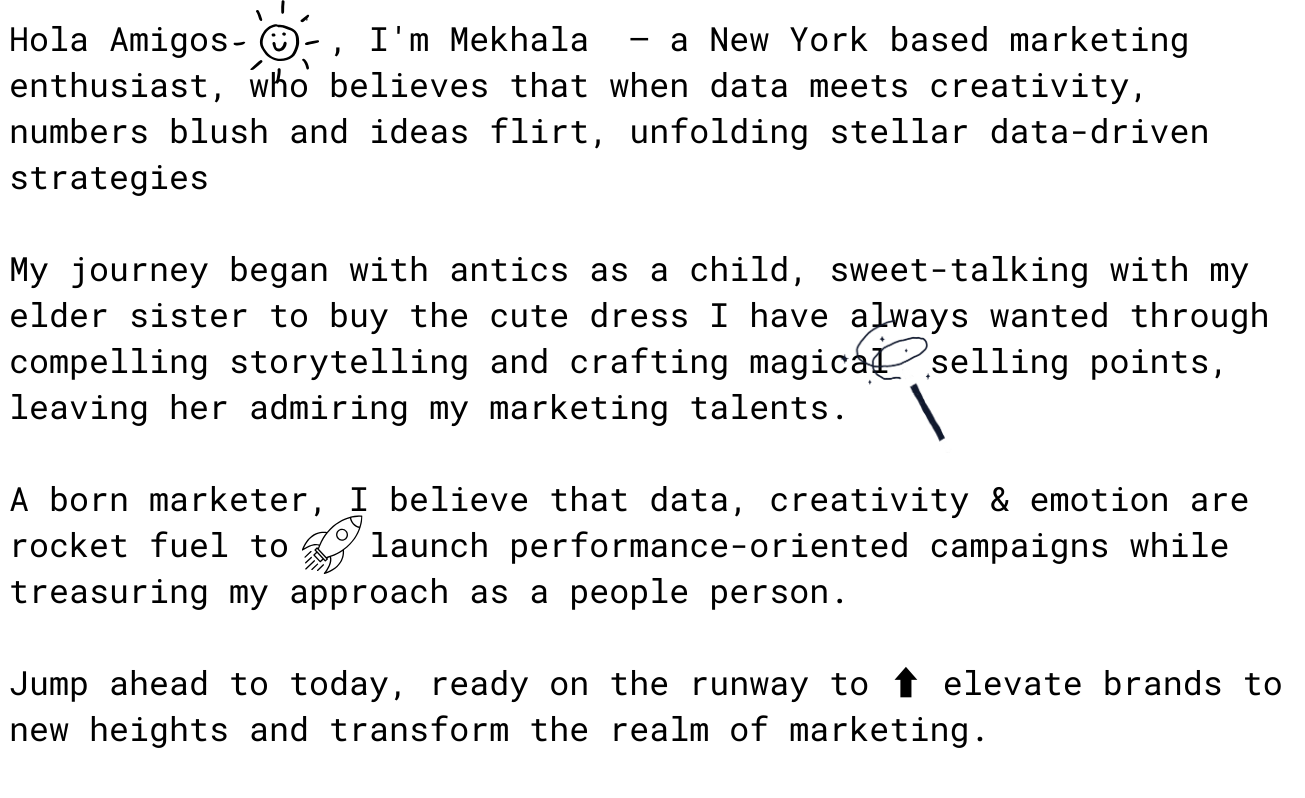 Hola Amigos , I'm Mekhala – a New York based marketing
enthusiast, who believes that when data meets creativity,
numbers blush and ideas flirt, unfolding stellar data-driven
strategies
My journey began with antics as a child, sweet-talking with my
elder sister to buy the cute dress I have always wanted through
compelling storytelling and crafting magical selling points,
leaving her admiring my marketing talents.
A born marketer, I believe that data, creativity & emotion are
rocket fuel to launch performance-oriented campaigns while
treasuring my approach as a people person.
Jump ahead to today, ready on the runway to ⬆ elevate brands to
new heights and transform the realm of marketing.